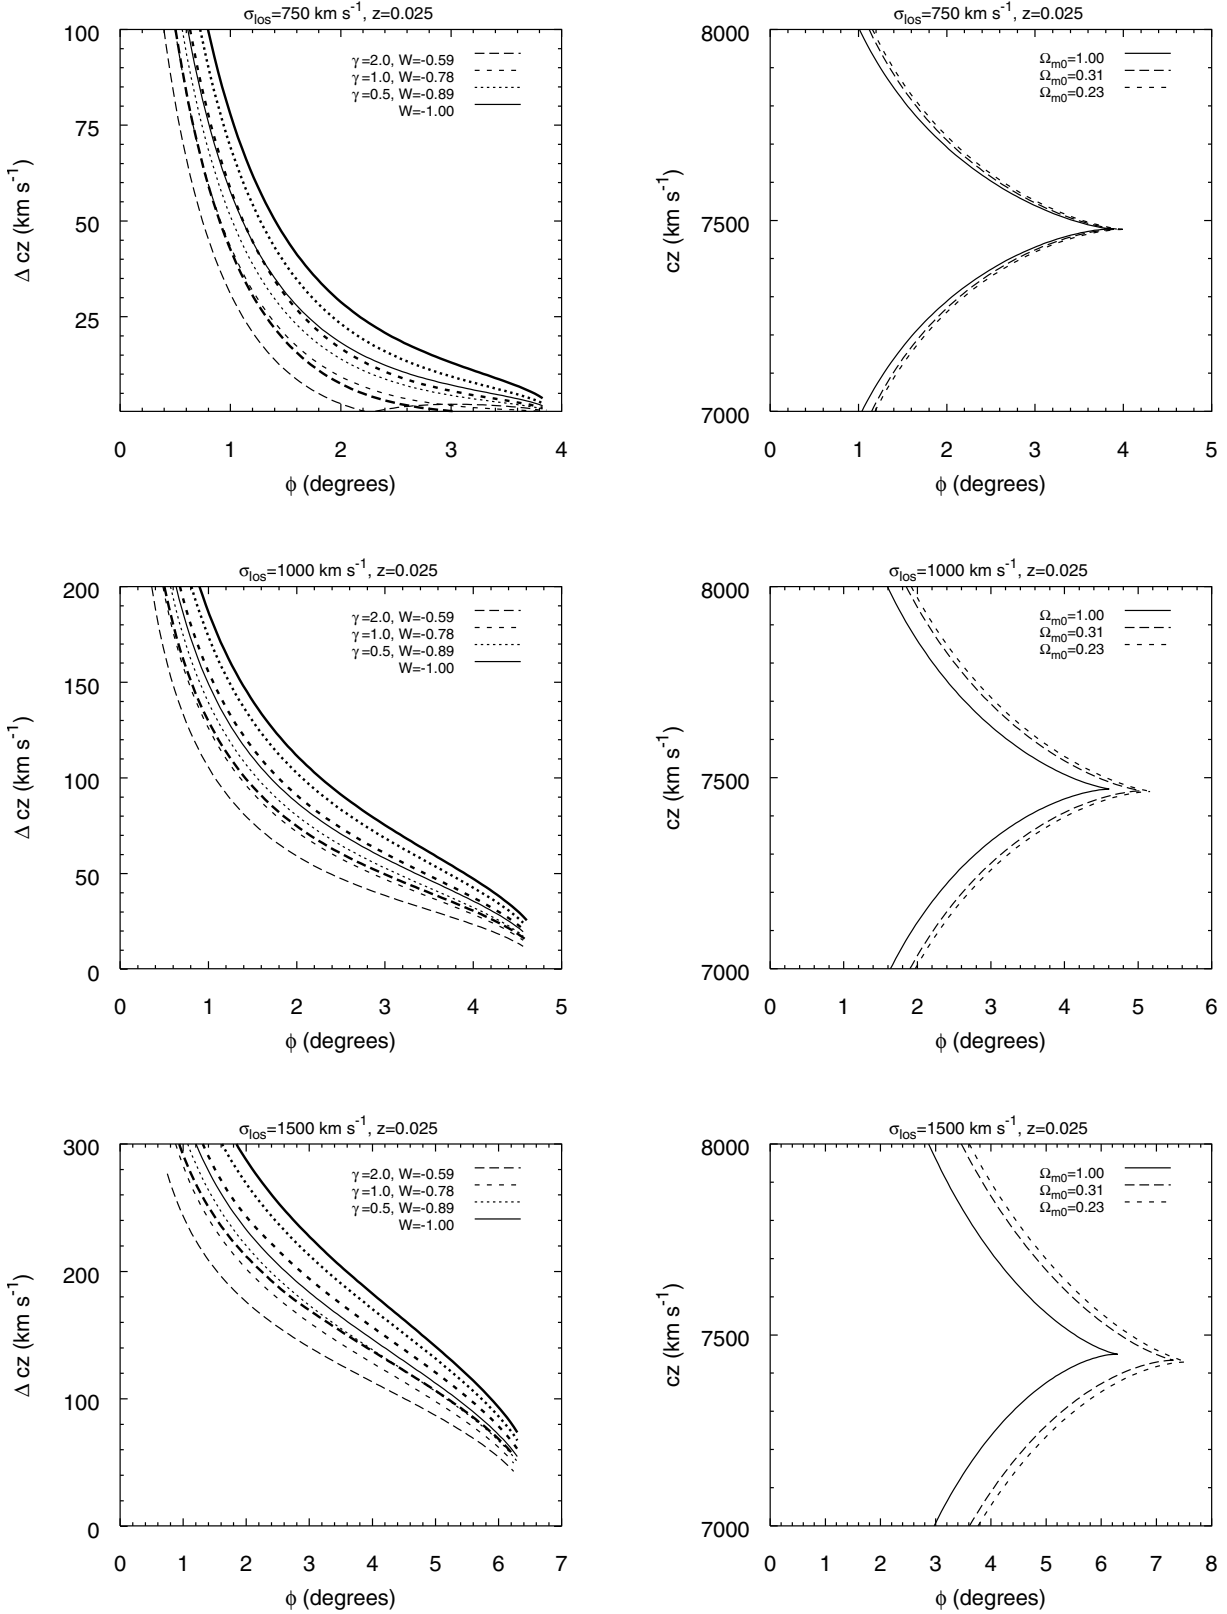 σlos=750 km s-1, z=0.025
100
75
50
25
Δ cz (km s-1)
γ=2.0, W=-0.59
γ=1.0, W=-0.78
γ=0.5, W=-0.89
W=-1.00
0 1 2 3 4
ϕ (degrees)
σlos=750 km s-1, z=0.025
8000
7500
7000
cz (km s-1)
Ωm0=1.00
Ωm0=0.31
Ωm0=0.23
0 1 2 3 4 5
ϕ (degrees)
σlos=1000 km s-1, z=0.025
200
150
100
50
0
Δ cz (km s-1)
γ=2.0, W=-0.59
γ=1.0, W=-0.78
γ=0.5, W=-0.89
W=-1.00
0 1 2 3 4 5
ϕ (degrees)
σlos=1000 km s-1, z=0.025
8000
7500
7000
cz (km s-1)
Ωm0=1.00
Ωm0=0.31
Ωm0=0.23
0 1 2 3 4 5 6
ϕ (degrees)
σlos=1500 km s-1, z=0.025
300
200
100
0
Δ cz (km s-1)
γ=2.0, W=-0.59
γ=1.0, W=-0.78
γ=0.5, W=-0.89
W=-1.00
0 1 2 3 4 5 6 7
ϕ (degrees)
σlos=1500 km s-1, z=0.025
8000
7500
7000
cz (km s-1)
Ωm0=1.00
Ωm0=0.31
Ωm0=0.23
0 1 2 3 4 5 6 7 8
ϕ (degrees)